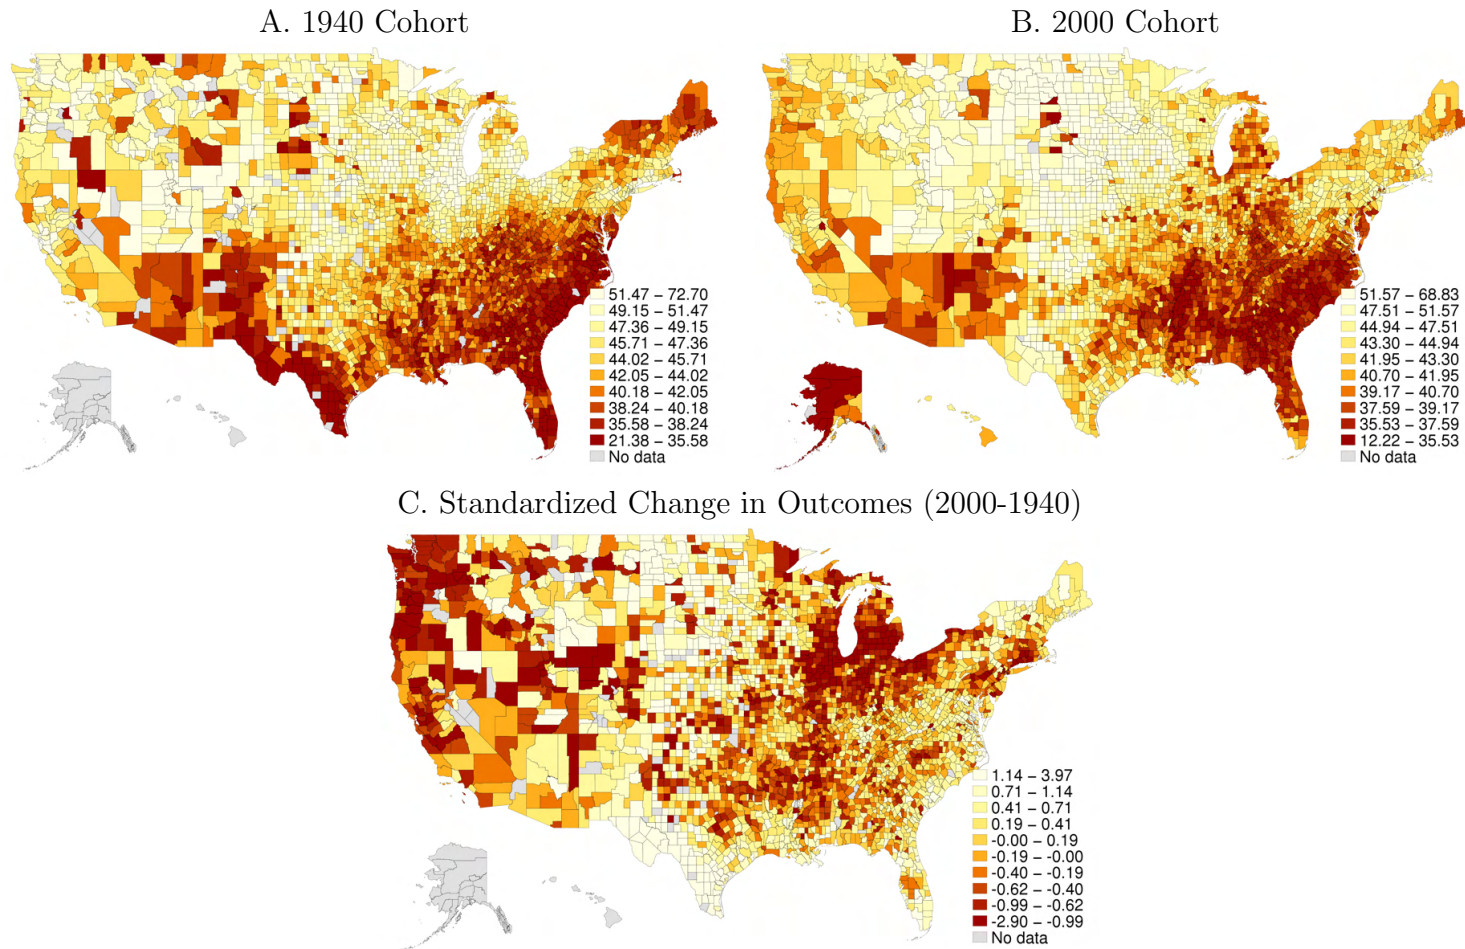 A. 1940 Cohort
51.47 – 72.70
49.15 – 51.47
47.36 – 49.15
45.71 – 47.36
44.02 – 45.71
42.05 – 44.02
40.18 – 42.05
38.24 – 40.18
35.58 – 38.24
21.38 – 35.58
No data
B. 2000 Cohort
51.57 – 68.83
47.51 – 51.57
44.94 – 47.51
43.30 – 44.94
41.95 – 43.30
40.70 – 41.95
39.17 – 40.70
37.59 – 39.17
35.53 – 37.59
12.22 – 35.53
No data
C. Standardized Change in Outcomes (2000-1940)
1.14 – 3.97
0.71 – 1.14
0.41 – 0.71
0.19 – 0.41
-0.00 – 0.19
-0.19 – -0.00
-0.40 – -0.19
-0.62 – -0.40
-0.99 – -0.62
-2.90 – -0.99
No data